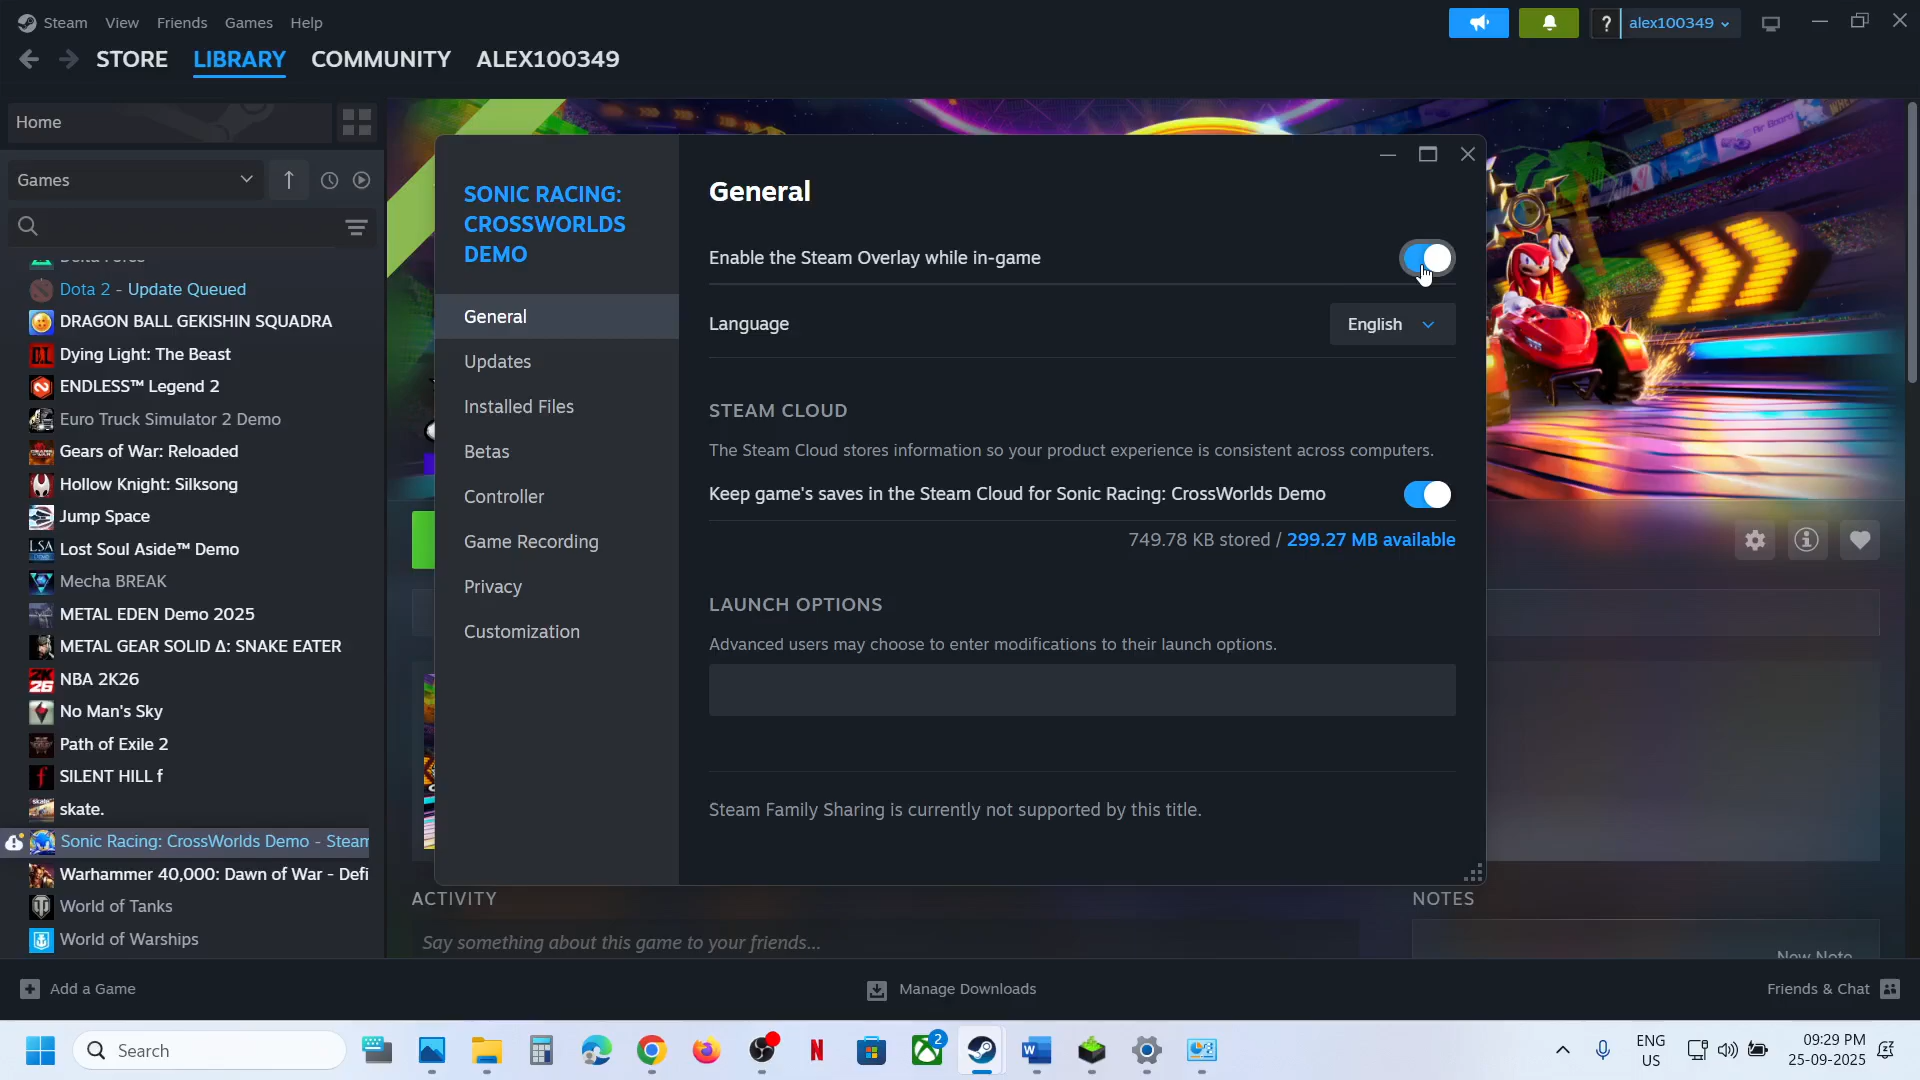 Steam View Friends Games Help
alex100349
STORE LIBRARY COMMUNITY ALEX100349
Home
Games
Dota 2 - Update Queued
DRAGON BALL GEKISHIN SQUADRA
Dying Light: The Beast
ENDLESS™ Legend 2
Euro Truck Simulator 2 Demo
Gears of War: Reloaded
Hollow Knight: Silksong
Jump Space
Lost Soul Aside™ Demo
Mecha BREAK
METAL EDEN Demo 2025
METAL GEAR SOLID Δ: SNAKE EATER
NBA 2K26
No Man's Sky
Path of Exile 2
SILENT HILL f
skate.
Sonic Racing: CrossWorlds Demo - Steam
Warhammer 40,000: Dawn of War - Defi
World of Tanks
World of Warships
SONIC RACING:
CROSSWORLDS
DEMO
General
Updates
Installed Files
Betas
Controller
Game Recording
Privacy
Customization
General
Enable the Steam Overlay while in-game
Language English
STEAM CLOUD
The Steam Cloud stores information so your product experience is consistent across computers.
Keep game's saves in the Steam Cloud for Sonic Racing: CrossWorlds Demo
749.78 KB stored / 299.27 MB available
LAUNCH OPTIONS
Advanced users may choose to enter modifications to their launch options.
Steam Family Sharing is currently not supported by this title.
ACTIVITY
Say something about this game to your friends...
NOTES
New Note
Add a Game
Manage Downloads
Friends & Chat
Search
2
ENG
US
09:29 PM
25-09-2025